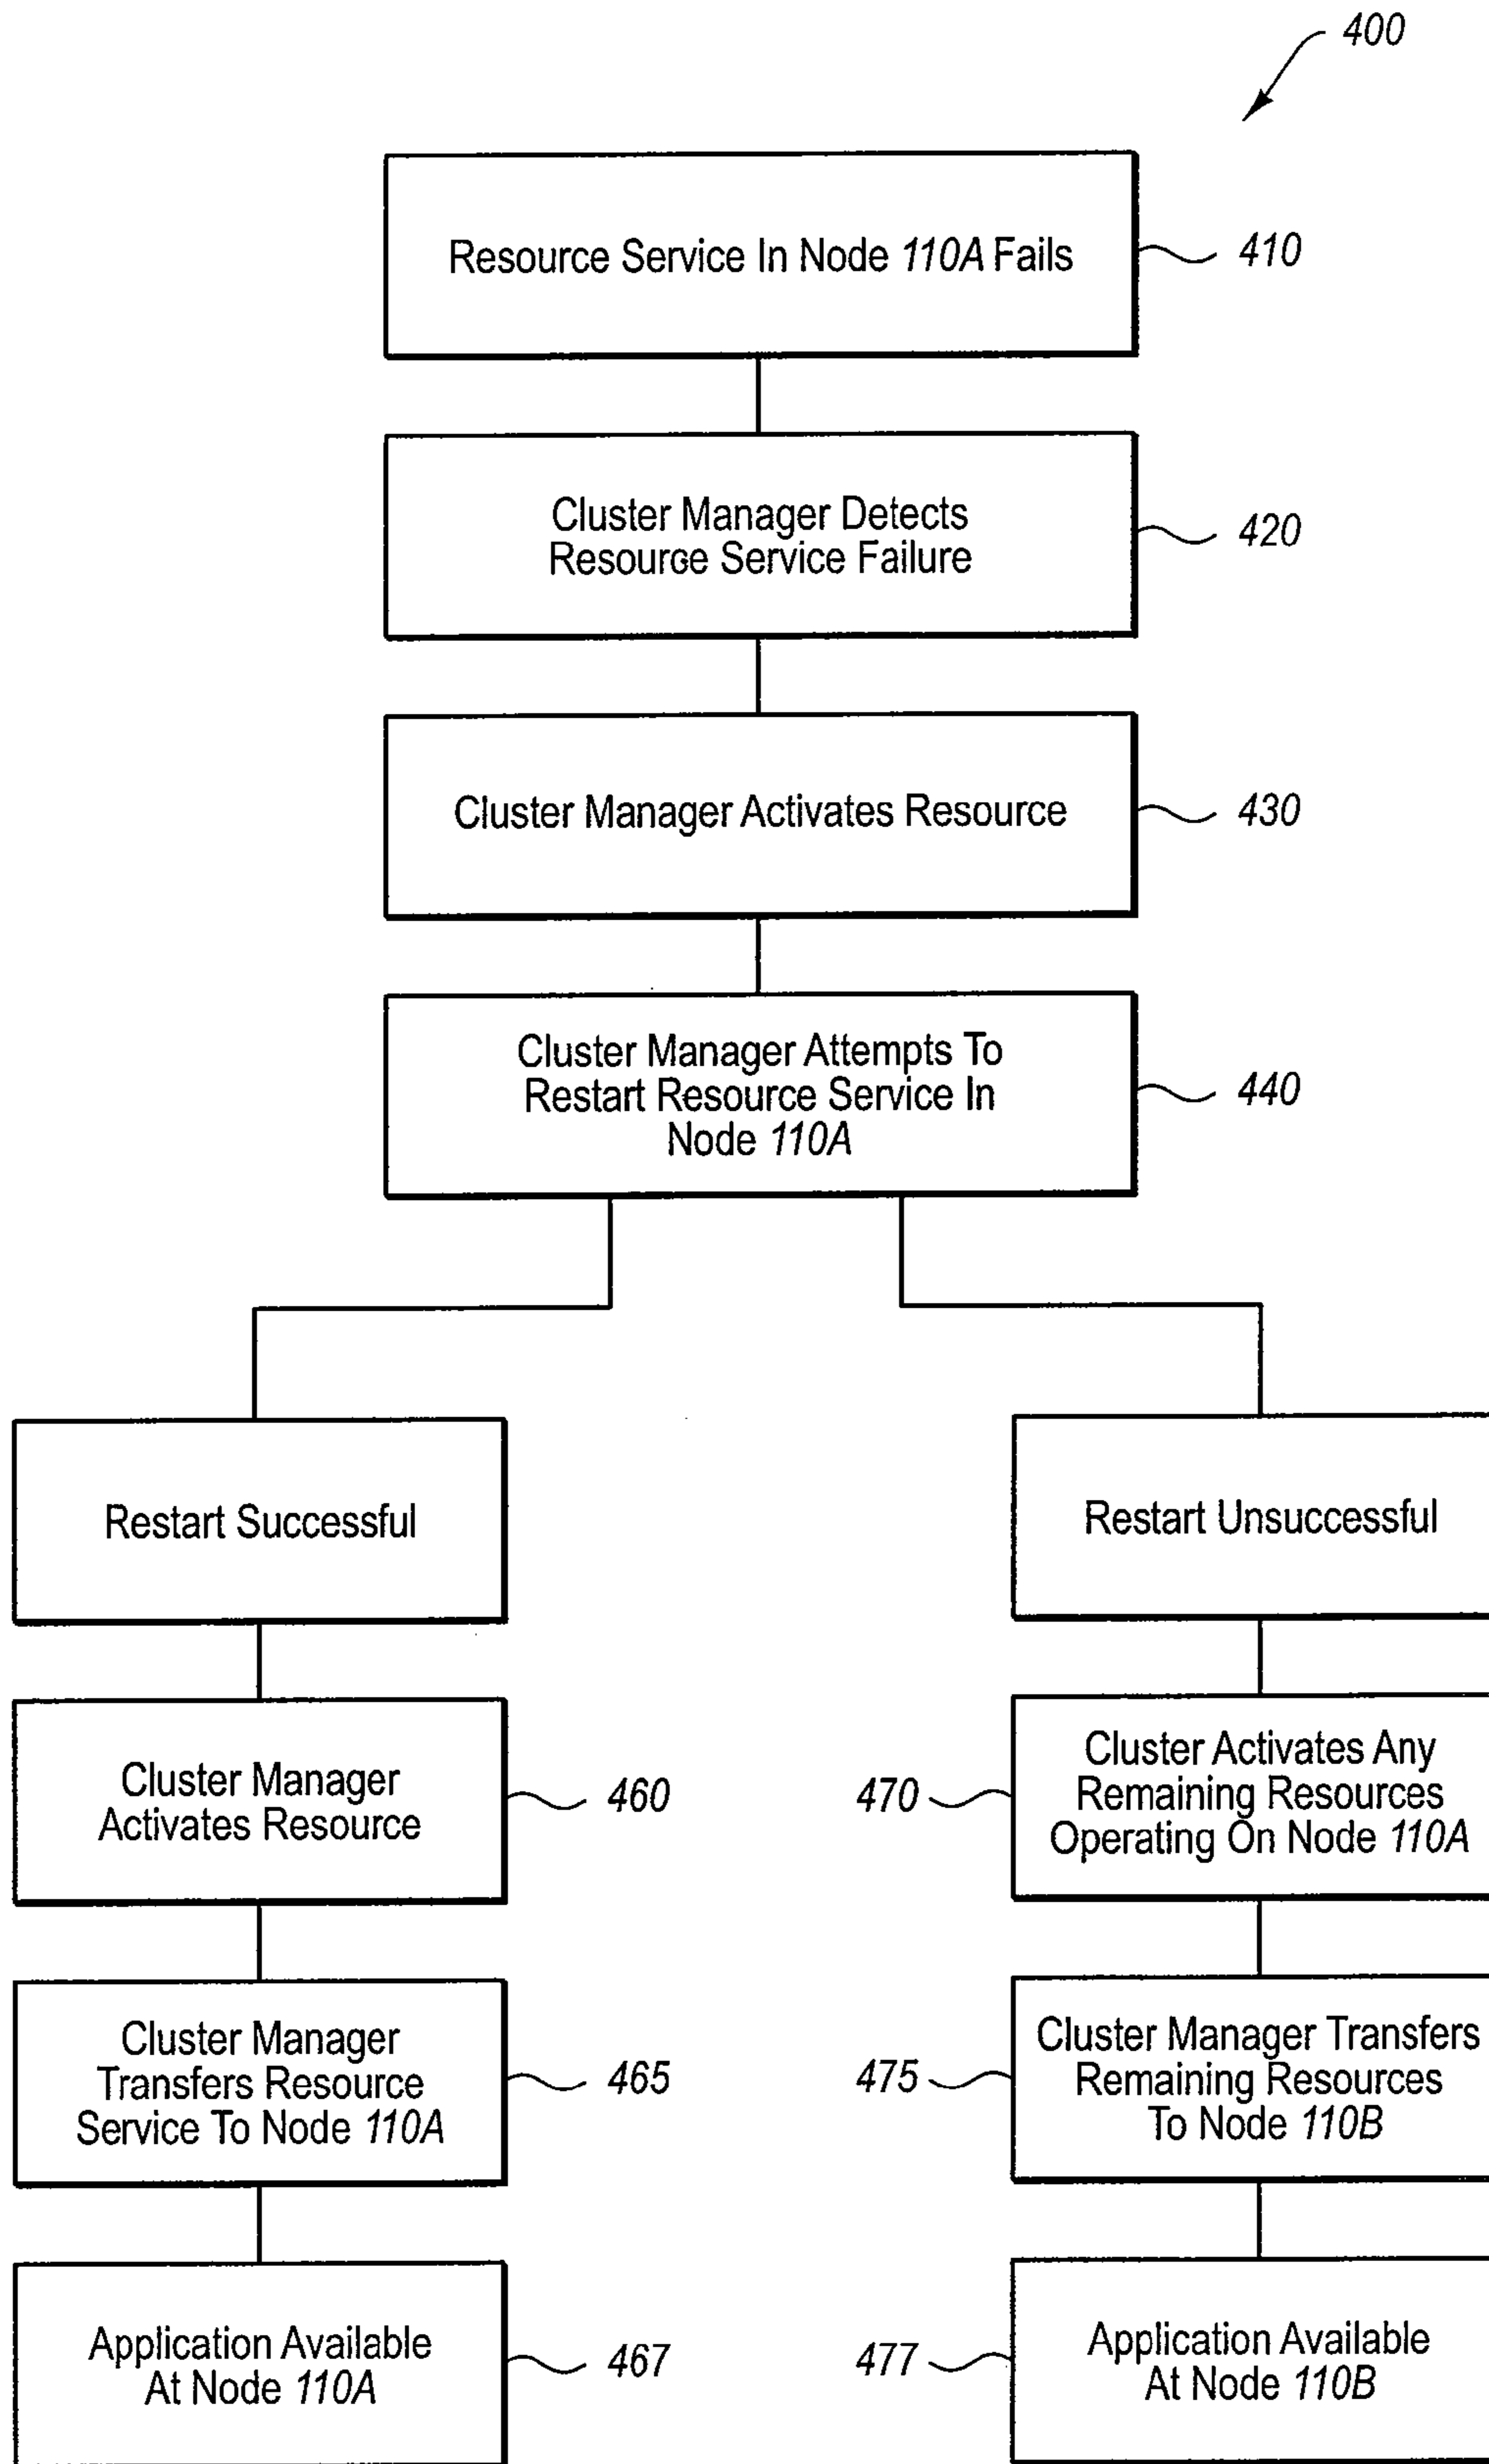 400
Resource Service In Node 110A Fails
410
Cluster Manager Detects
Resource Service Failure
420
Cluster Manager Activates Resource
430
Cluster Manager Attempts To
Restart Resource Service In
Node 110A
440
Restart Successful
Restart Unsuccessful
Cluster Manager
Activates Resource
460
470
Cluster Activates Any
Remaining Resources
Operating On Node 110A
Cluster Manager
Transfers Resource
Service To Node 110A
465
475
Cluster Manager Transfers
Remaining Resources
To Node 110B
Application Available
At Node 110A
467
477
Application Available
At Node 110B